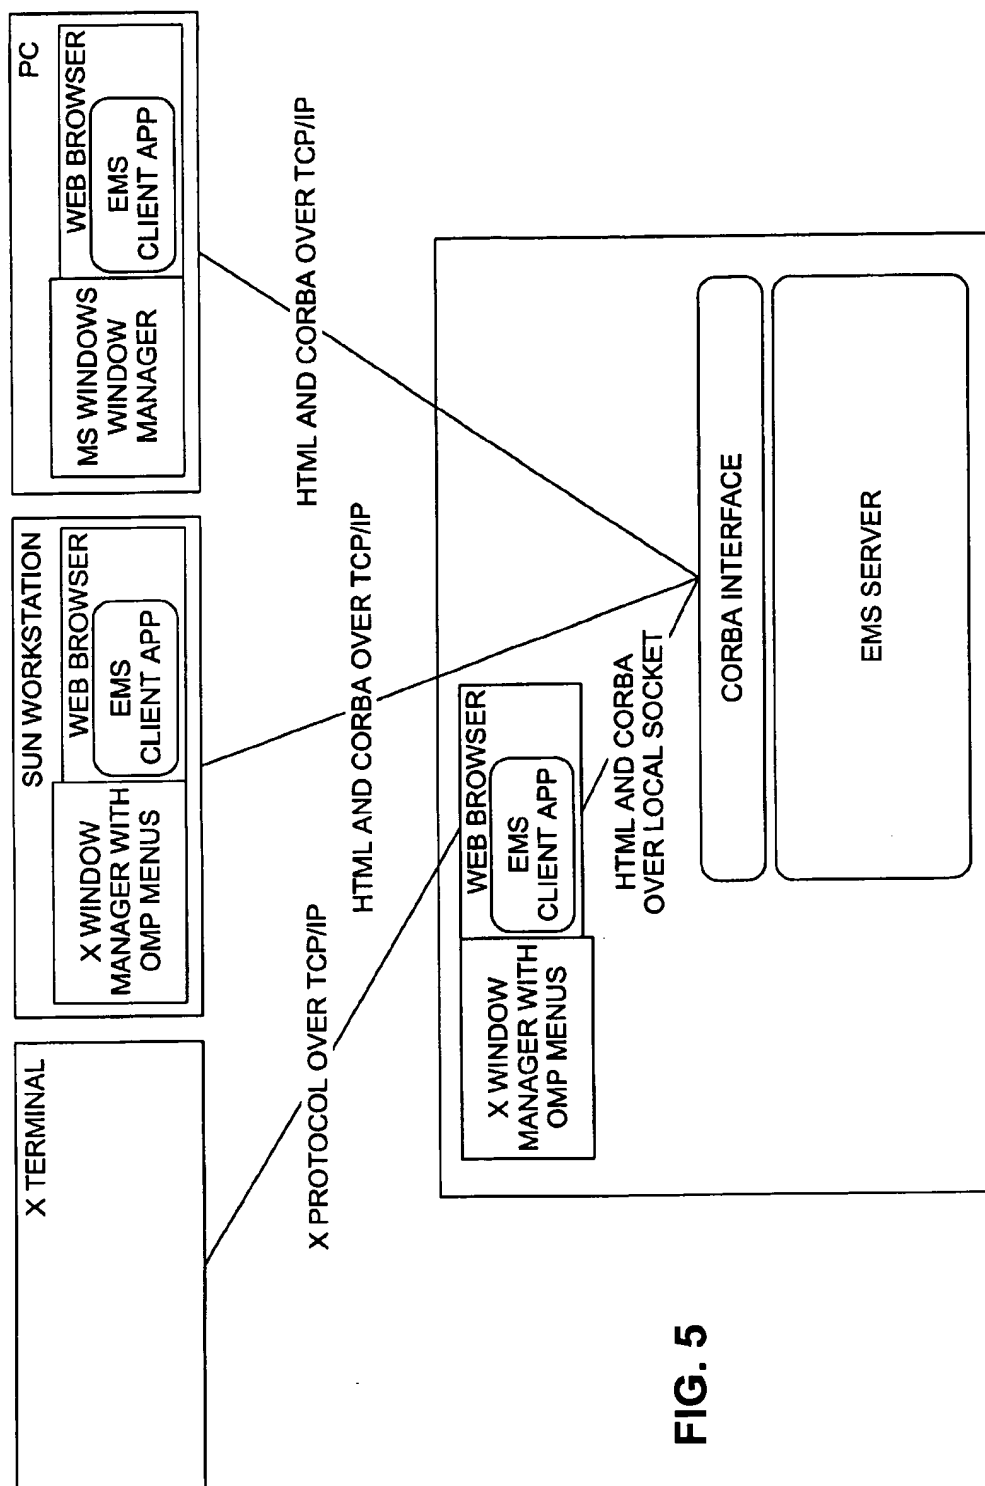 X TERMINAL
SUN WORKSTATION
WEB BROWSER
EMS
CLIENT APP
X WINDOW
MANAGER WITH
OMP MENUS
PC
WEB BROWSER
EMS
CLIENT APP
MS WINDOWS
WINDOW
MANAGER
X PROTOCOL OVER TCP/IP
HTML AND CORBA OVER TCP/IP
HTML AND CORBA OVER TCP/IP
WEB BROWSER
EMS
CLIENT APP
X WINDOW
MANAGER WITH
OMP MENUS
HTML AND CORBA
OVER LOCAL SOCKET
CORBA INTERFACE
EMS SERVER
FIG. 5